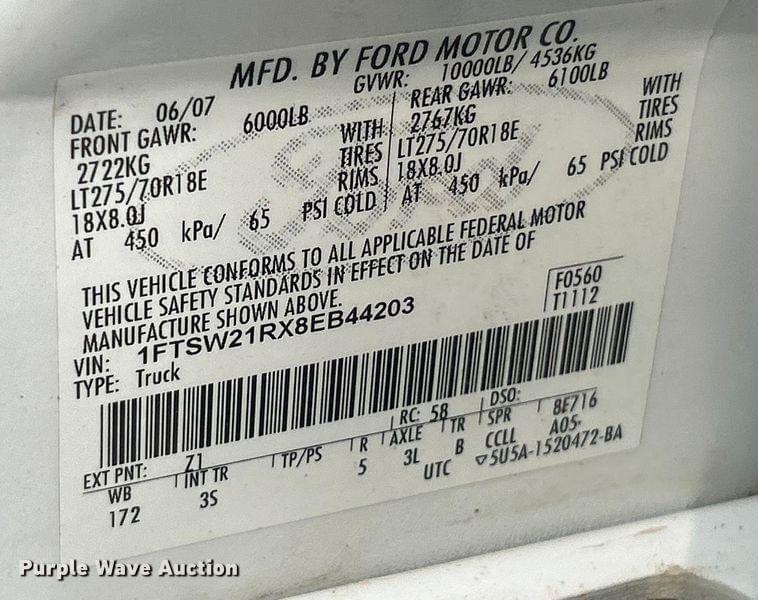 MFD. BY FORD MOTOR CO.
DATE: 06/07 GVWR: 10000LB/ 4536KG
FRONT GAWR: 6000LB REAR GAWR: 6100LB
2722KG WITH 2767KG WITH
LT275/70R18E TIRES LT275/70R18E TIRES
18X8.0J RIMS 18X8.0J RIMS
AT 450 kPa/ 65 PSI COLD AT 450 kPa/ 65 PSI COLD
THIS VEHICLE CONFORMS TO ALL APPLICABLE FEDERAL MOTOR
VEHICLE SAFETY STANDARDS IN EFFECT ON THE DATE OF
MANUFACTURE SHOWN ABOVE.
VIN: 1FTSW21RX8EB44203
F0560
T1112
TYPE: Truck
EXT PNT: Z1 RC: 58 DSO:
WB INT TR TP/PS R AXLE TR SPR 8E716
172 3S 5 3L B CCLL A05-
UTC ▽5U5A-1520472-BA
Purple Wave Auction